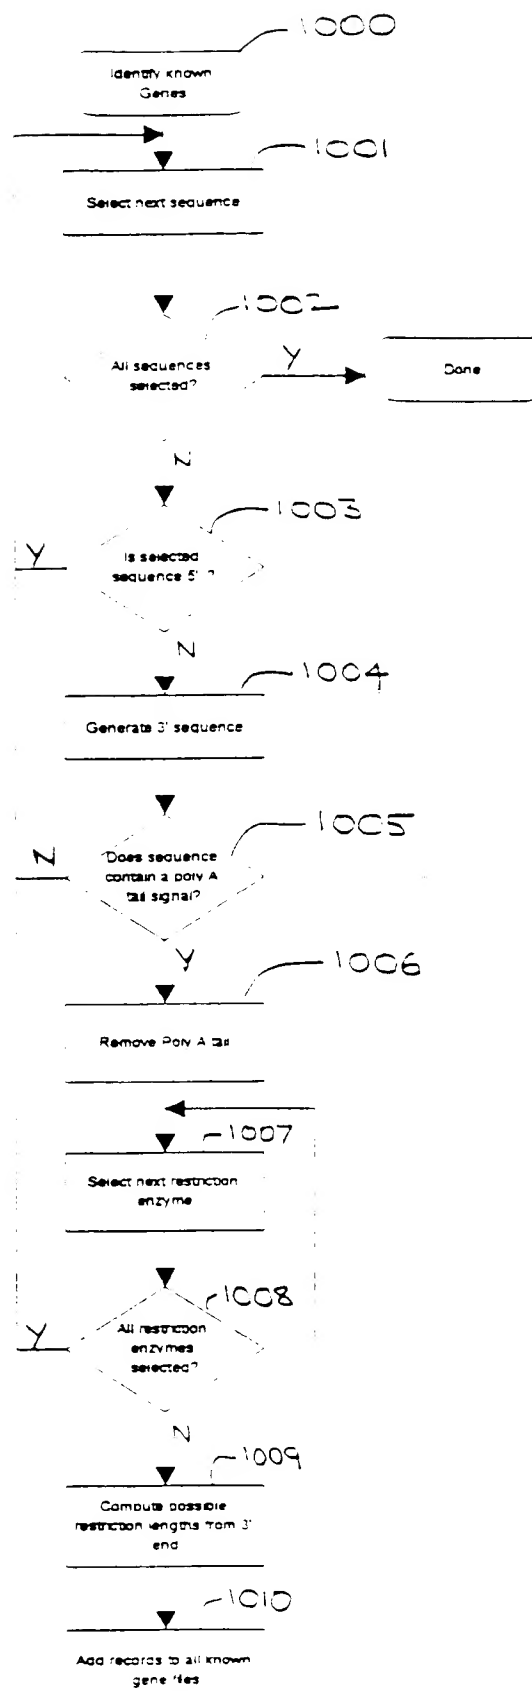 1000
Identify known
Genes
1001
Select next sequence
1002
All sequences
selected?
Y
Done
N
1003
Is selected
sequence 5' ?
Y
N
1004
Generate 3' sequence
1005
Does sequence
contain a poly A
tail signal?
N
Y
1006
Remove Poly A tail
1007
Select next restriction
enzyme
1008
All restriction
enzymes
selected?
Y
N
1009
Compute possible
restriction lengths from 3'
end
1010
Add records to all known
gene files